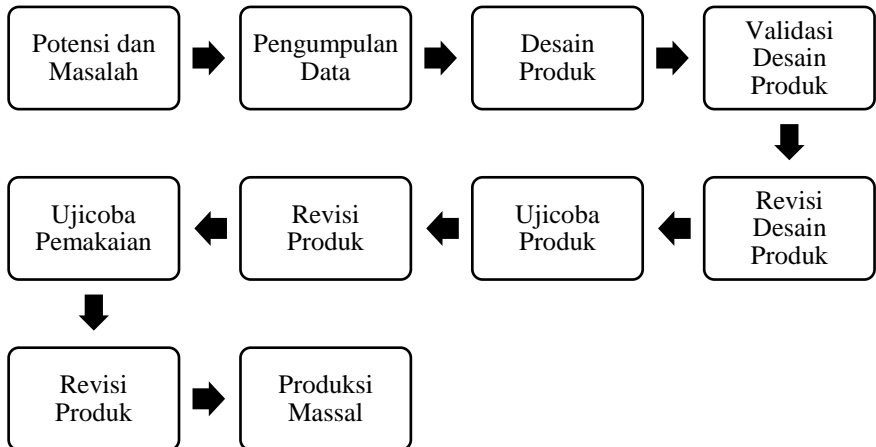 Potensi dan
Masalah
Pengumpulan
Data
Desain
Produk
Validasi
Desain
Produk
Revisi
Desain
Produk
Ujicoba
Produk
Revisi
Produk
Ujicoba
Pemakaian
Revisi
Produk
Produksi
Massal